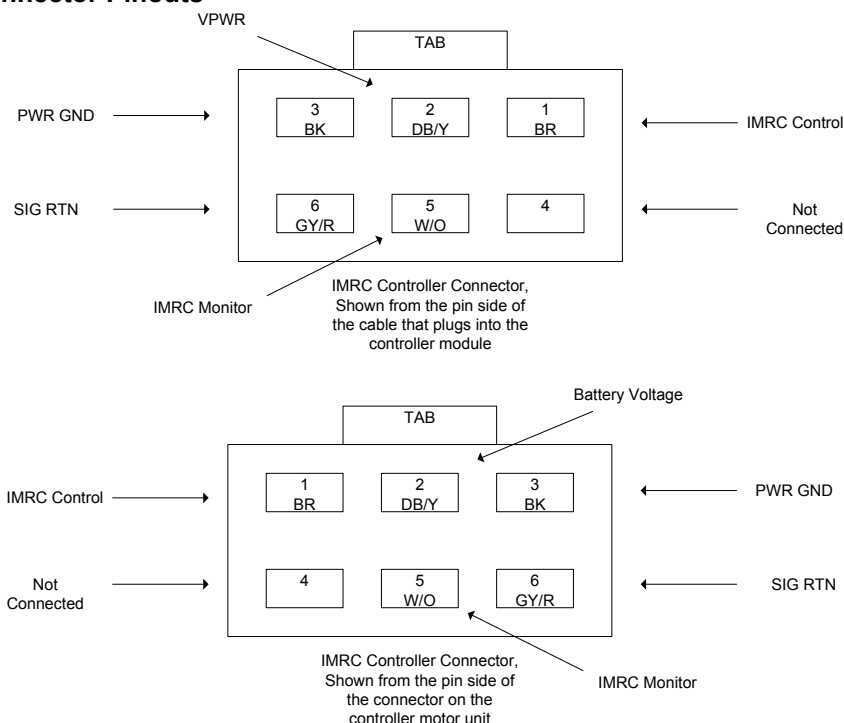 VPWR
TAB
PWR GND
3
BK
2
DB/Y
1
BR
IMRC Control
SIG RTN
6
GY/R
5
W/O
4
Not
Connected
IMRC Monitor
IMRC Controller Connector,
Shown from the pin side of
the cable that plugs into the
controller module
Battery Voltage
TAB
IMRC Control
1
BR
2
DB/Y
3
BK
PWR GND
Not
Connected
4
5
W/O
6
GY/R
SIG RTN
IMRC Controller Connector,
Shown from the pin side of
the connector on the
controller motor unit
IMRC Monitor